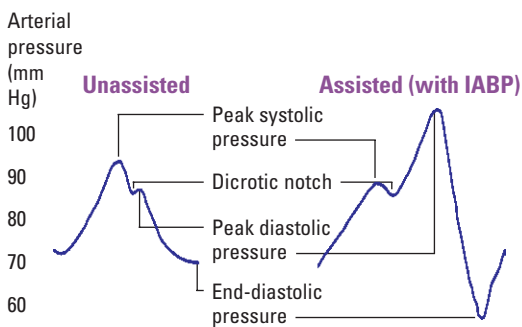 Arterial
pressure
(mm
Hg)
Unassisted
Assisted (with IABP)
100
90
80
70
60
Peak systolic
pressure
Dicrotic notch
Peak diastolic
pressure
End-diastolic
pressure